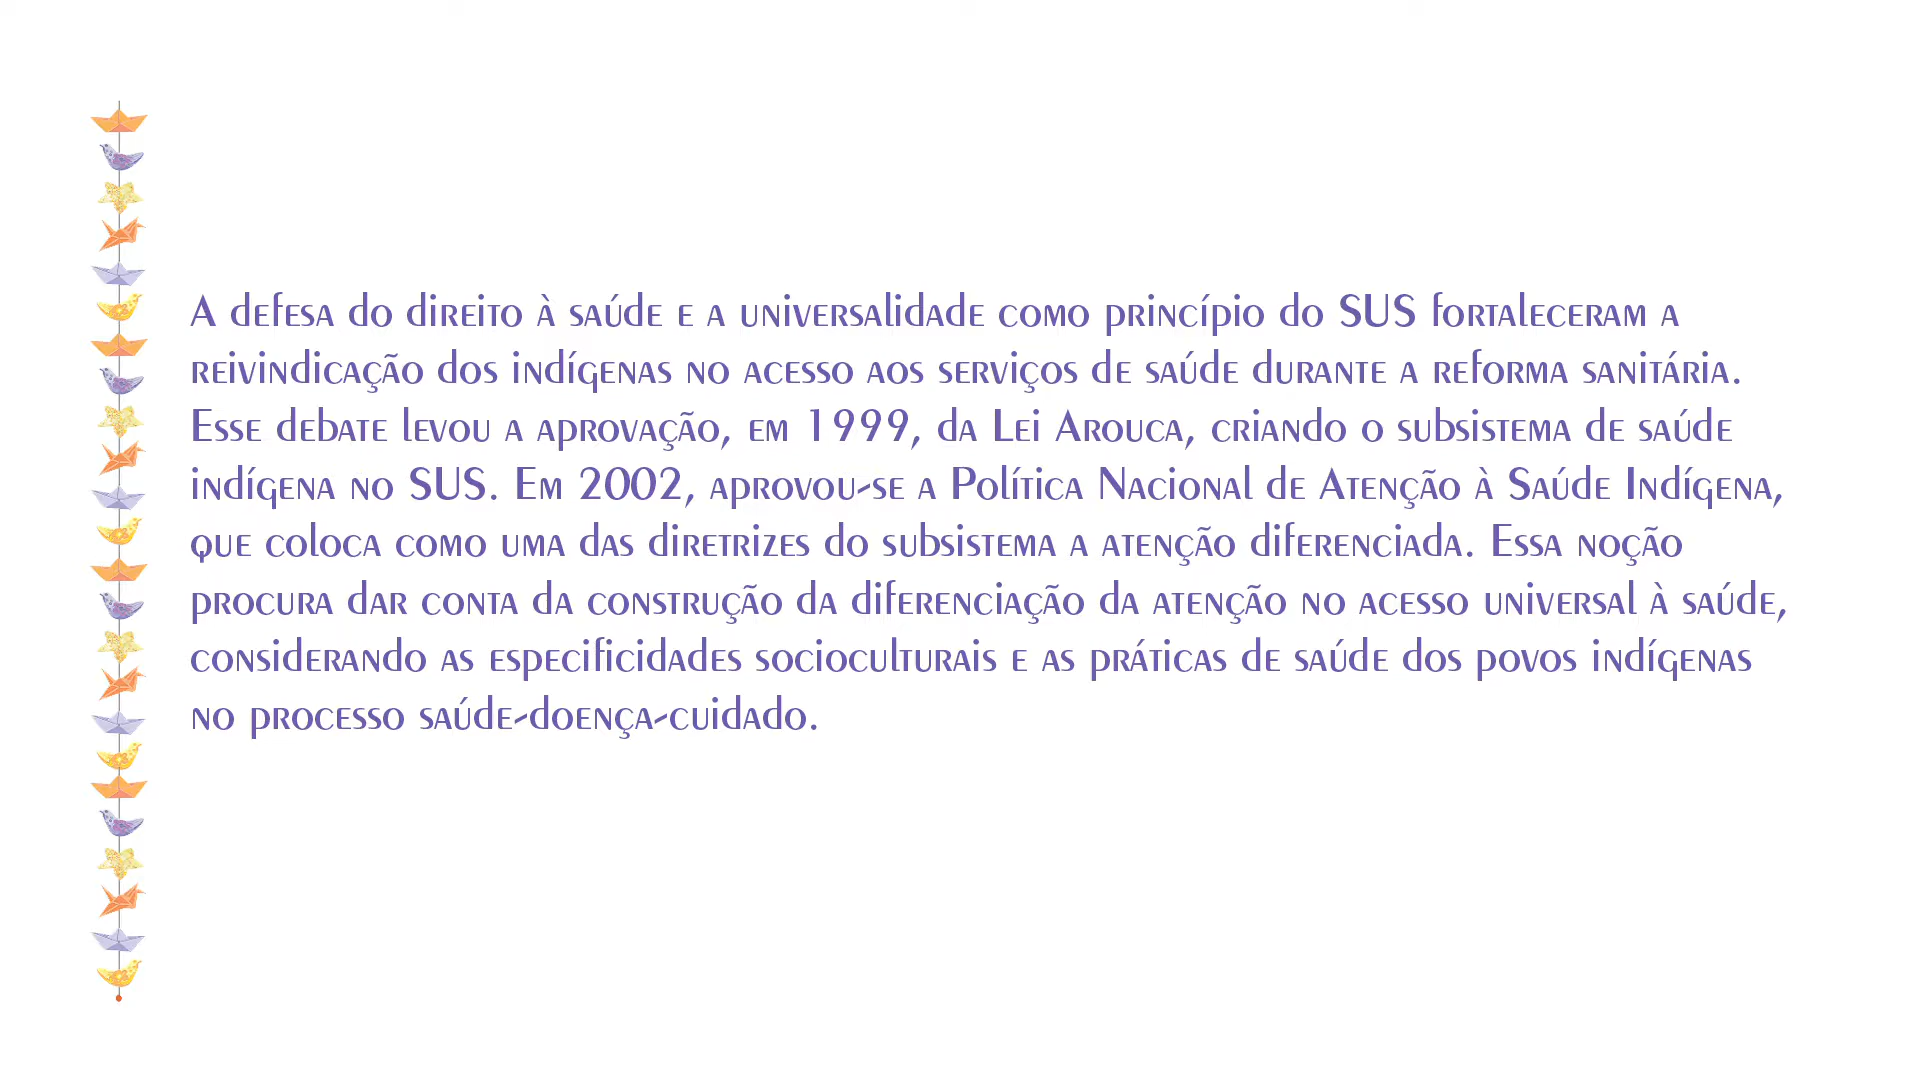 A defesa do direito à saúde e a universalidade como princípio do SUS fortaleceram a
reivindicação dos indígenas no acesso aos serviços de saúde durante a reforma sanitária.
Esse debate levou a aprovação, em 1999, da Lei Arouca, criando o subsistema de saúde
indígena no SUS. Em 2002, aprovou-se a Política Nacional de Atenção à Saúde Indígena,
que coloca como uma das diretrizes do subsistema a atenção diferenciada. Essa noção
procura dar conta da construção da diferenciação da atenção no acesso universal à saúde,
considerando as especificidades socioculturais e as práticas de saúde dos povos indígenas
no processo saúde-doença-cuidado.